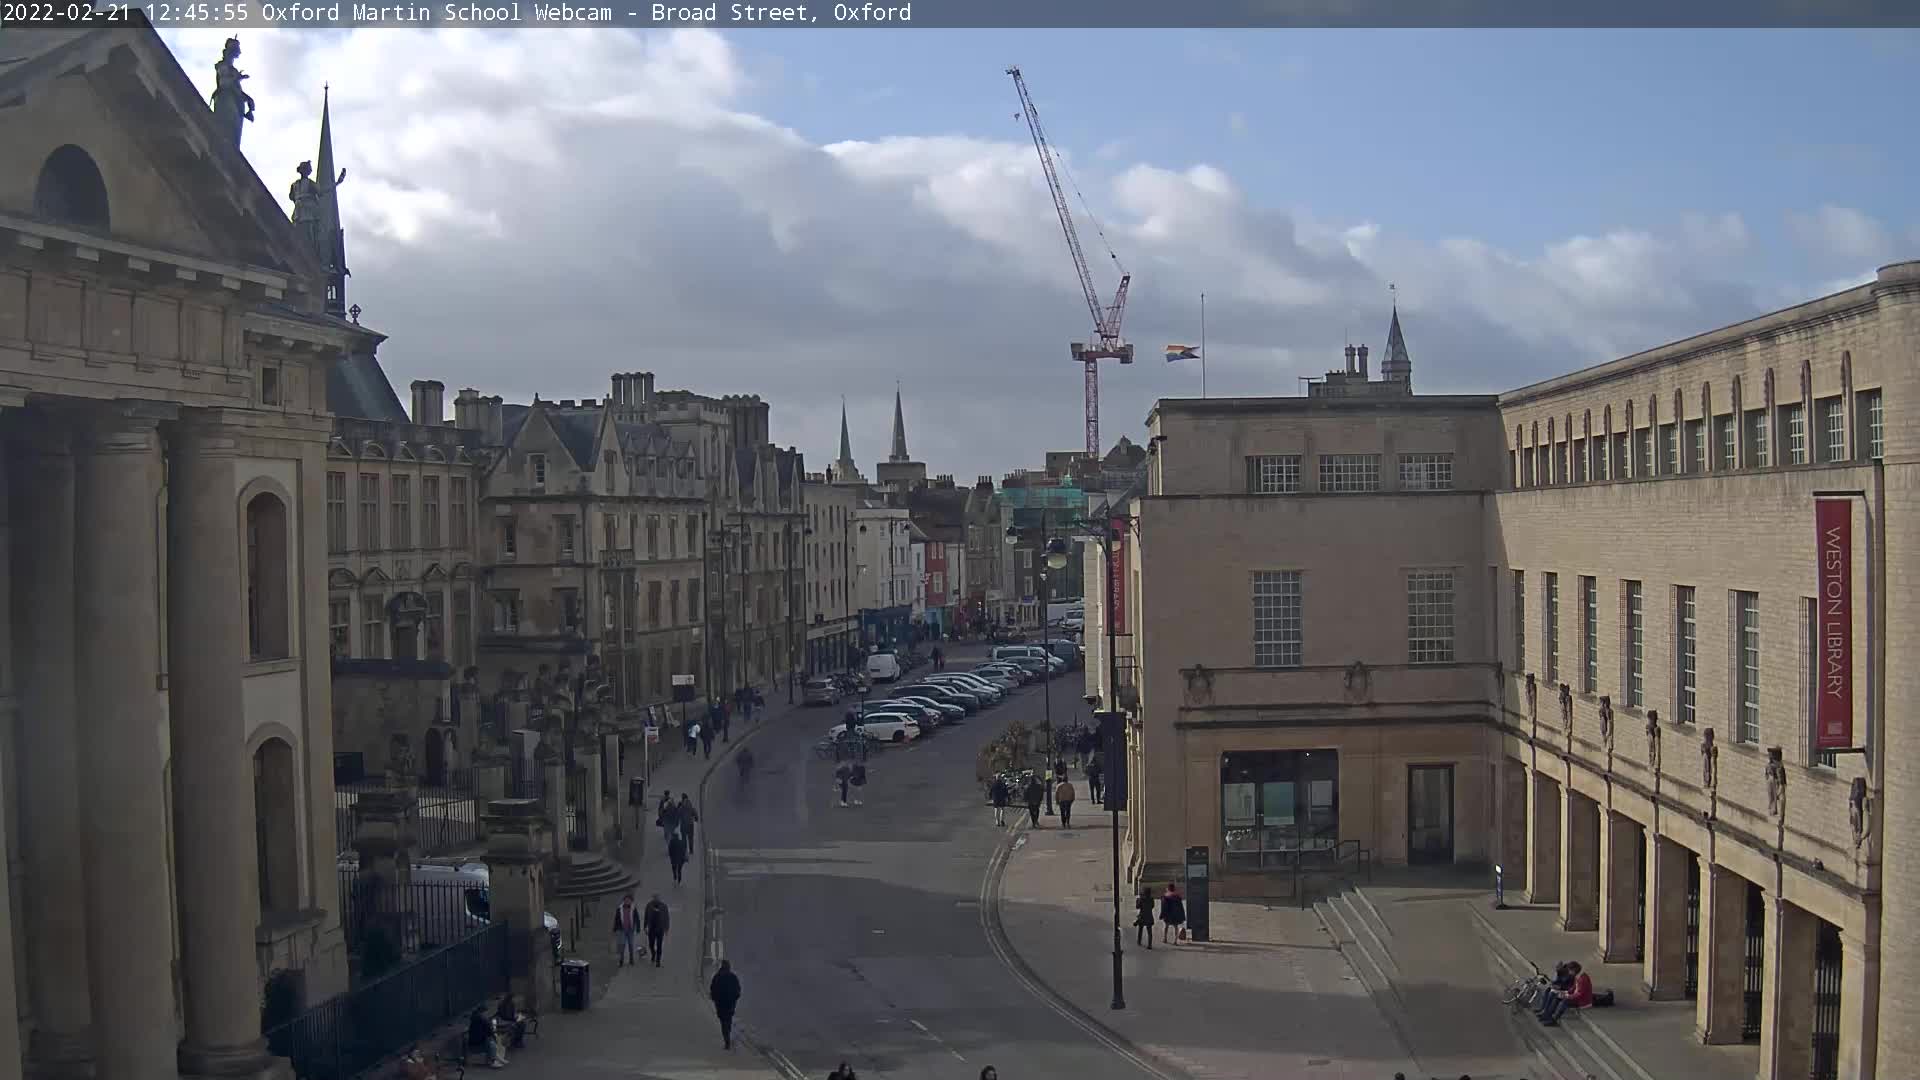 2022-02-21 12:45:55 Oxford Martin School Webcam - Broad Street, Oxford
WESTON LIBRARY